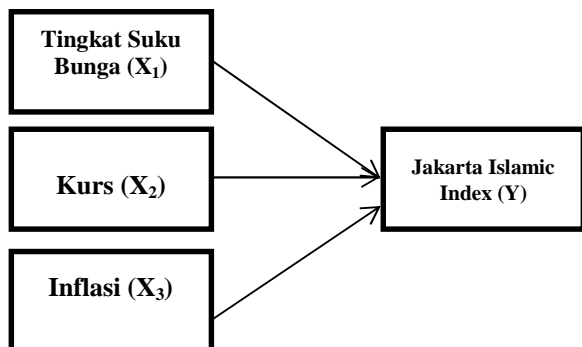 Tingkat Suku
Bunga (X₁)
Kurs (X₂)
Inflasi (X₃)
Jakarta Islamic
Index (Y)